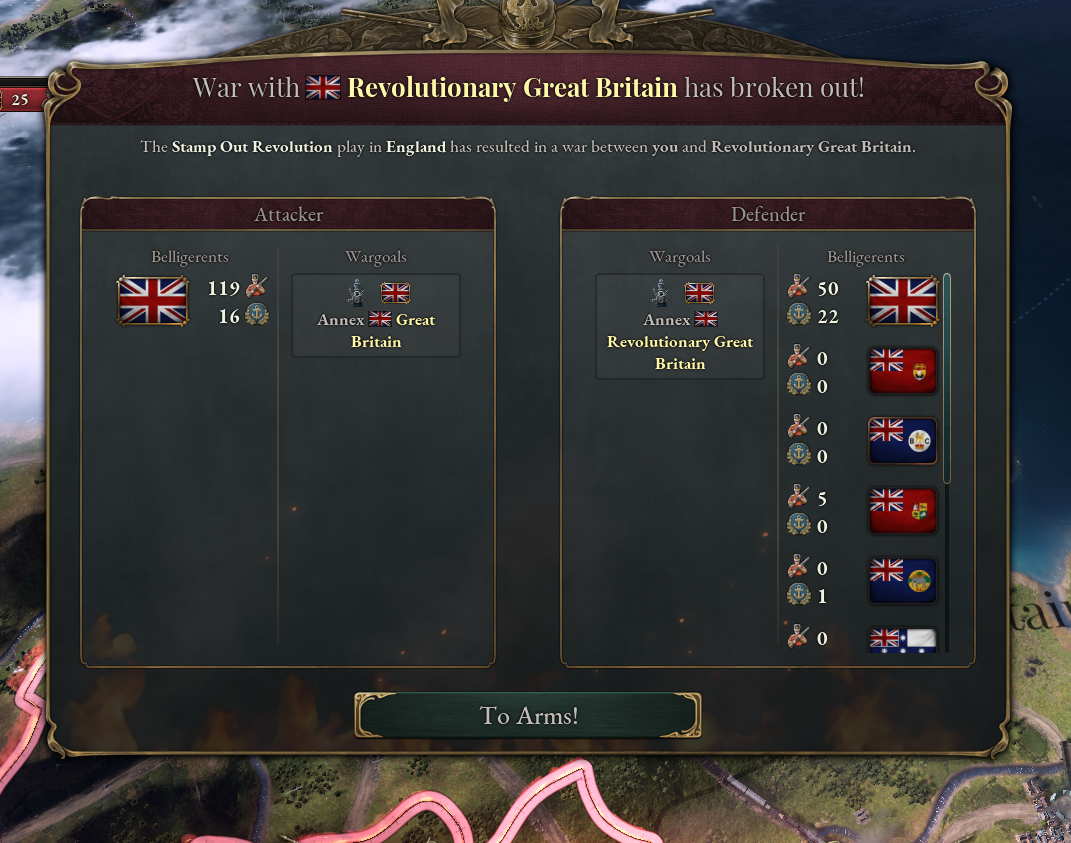 25
War with Revolutionary Great Britain has broken out!
The Stamp Out Revolution play in England has resulted in a war between you and Revolutionary Great Britain.
Attacker
Belligerents
Wargoals
119
16
Annex Great
Britain
Defender
Wargoals
Belligerents
Annex
Revolutionary Great
Britain
50
22
0
0
0
B C
0
5
0
0
1
0
tai
To Arms!